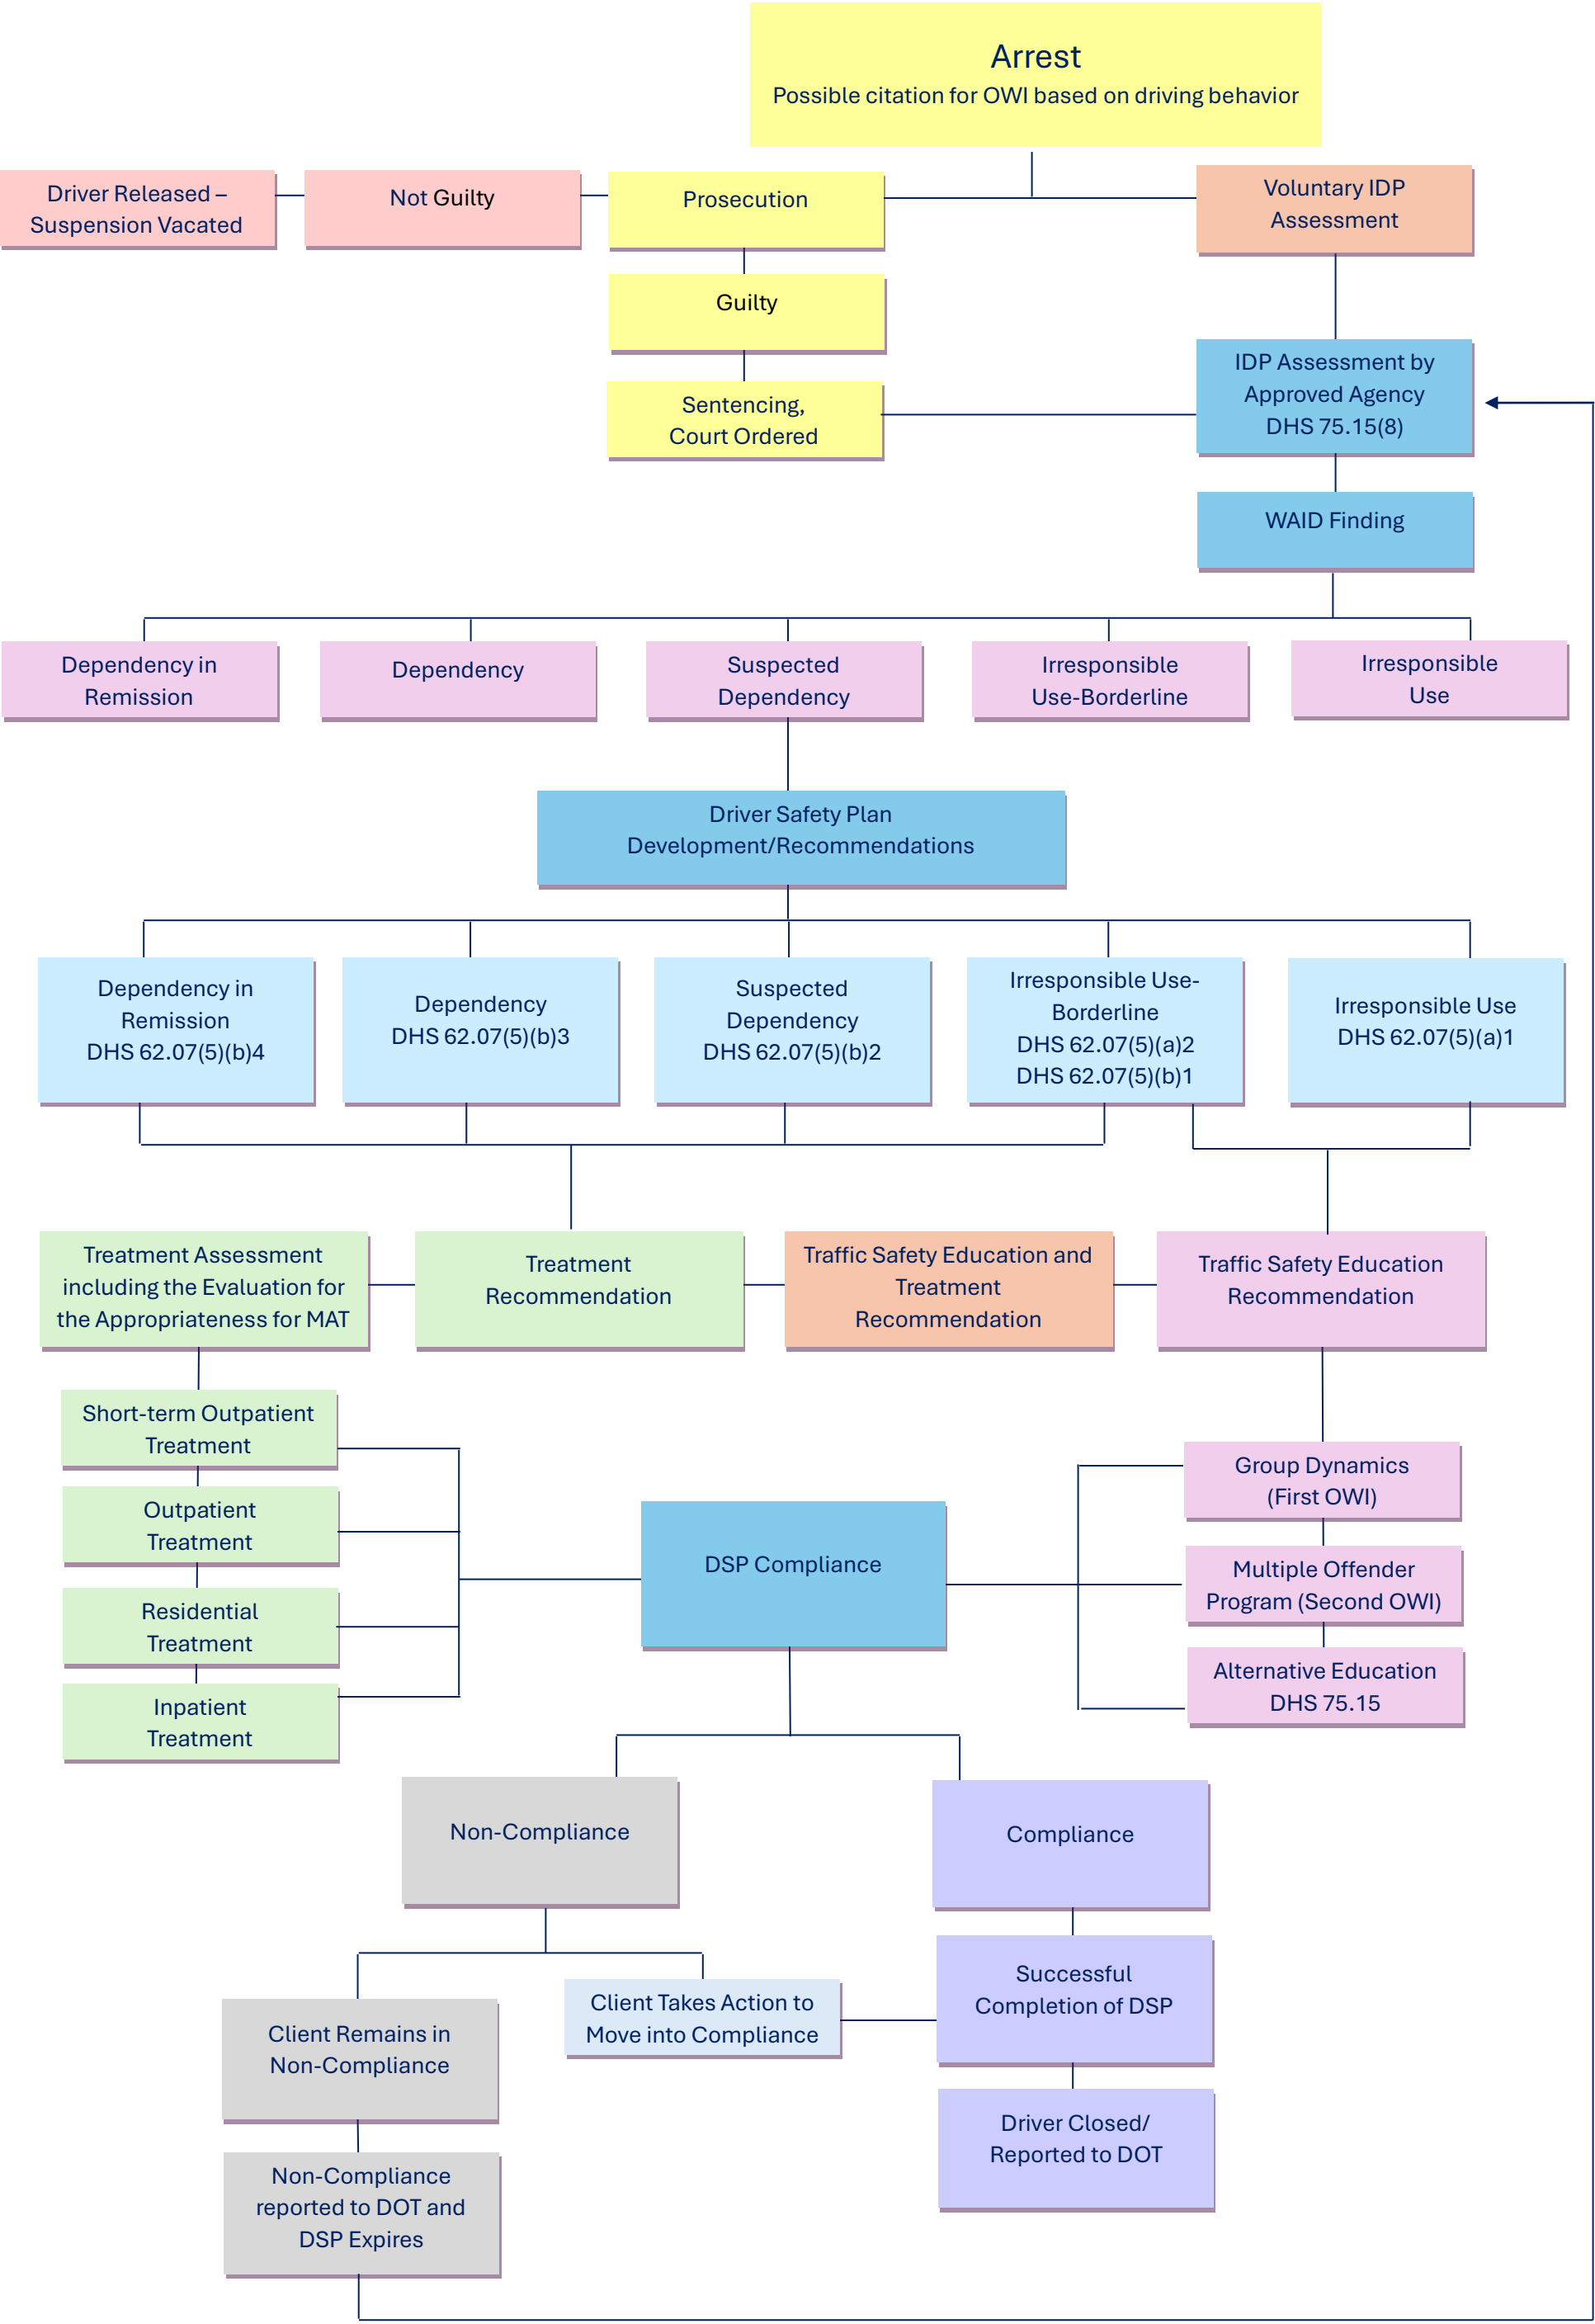 Arrest
Possible citation for OWI based on driving behavior
Driver Released –
Suspension Vacated
Not Guilty
Prosecution
Voluntary IDP
Assessment
Guilty
Sentencing,
Court Ordered
IDP Assessment by
Approved Agency
DHS 75.15(8)
WAID Finding
Dependency in
Remission
Dependency
Suspected
Dependency
Irresponsible
Use-Borderline
Irresponsible
Use
Driver Safety Plan
Development/Recommendations
Dependency in
Remission
DHS 62.07(5)(b)4
Dependency
DHS 62.07(5)(b)3
Suspected
Dependency
DHS 62.07(5)(b)2
Irresponsible Use-
Borderline
DHS 62.07(5)(a)2
DHS 62.07(5)(b)1
Irresponsible Use
DHS 62.07(5)(a)1
Treatment Assessment
including the Evaluation for
the Appropriateness for MAT
Treatment
Recommendation
Traffic Safety Education and
Treatment
Recommendation
Traffic Safety Education
Recommendation
Short-term Outpatient
Treatment
Outpatient
Treatment
Residential
Treatment
Inpatient
Treatment
DSP Compliance
Group Dynamics
(First OWI)
Multiple Offender
Program (Second OWI)
Alternative Education
DHS 75.15
Non-Compliance
Compliance
Client Remains in
Non-Compliance
Client Takes Action to
Move into Compliance
Successful
Completion of DSP
Non-Compliance
reported to DOT and
DSP Expires
Driver Closed/
Reported to DOT